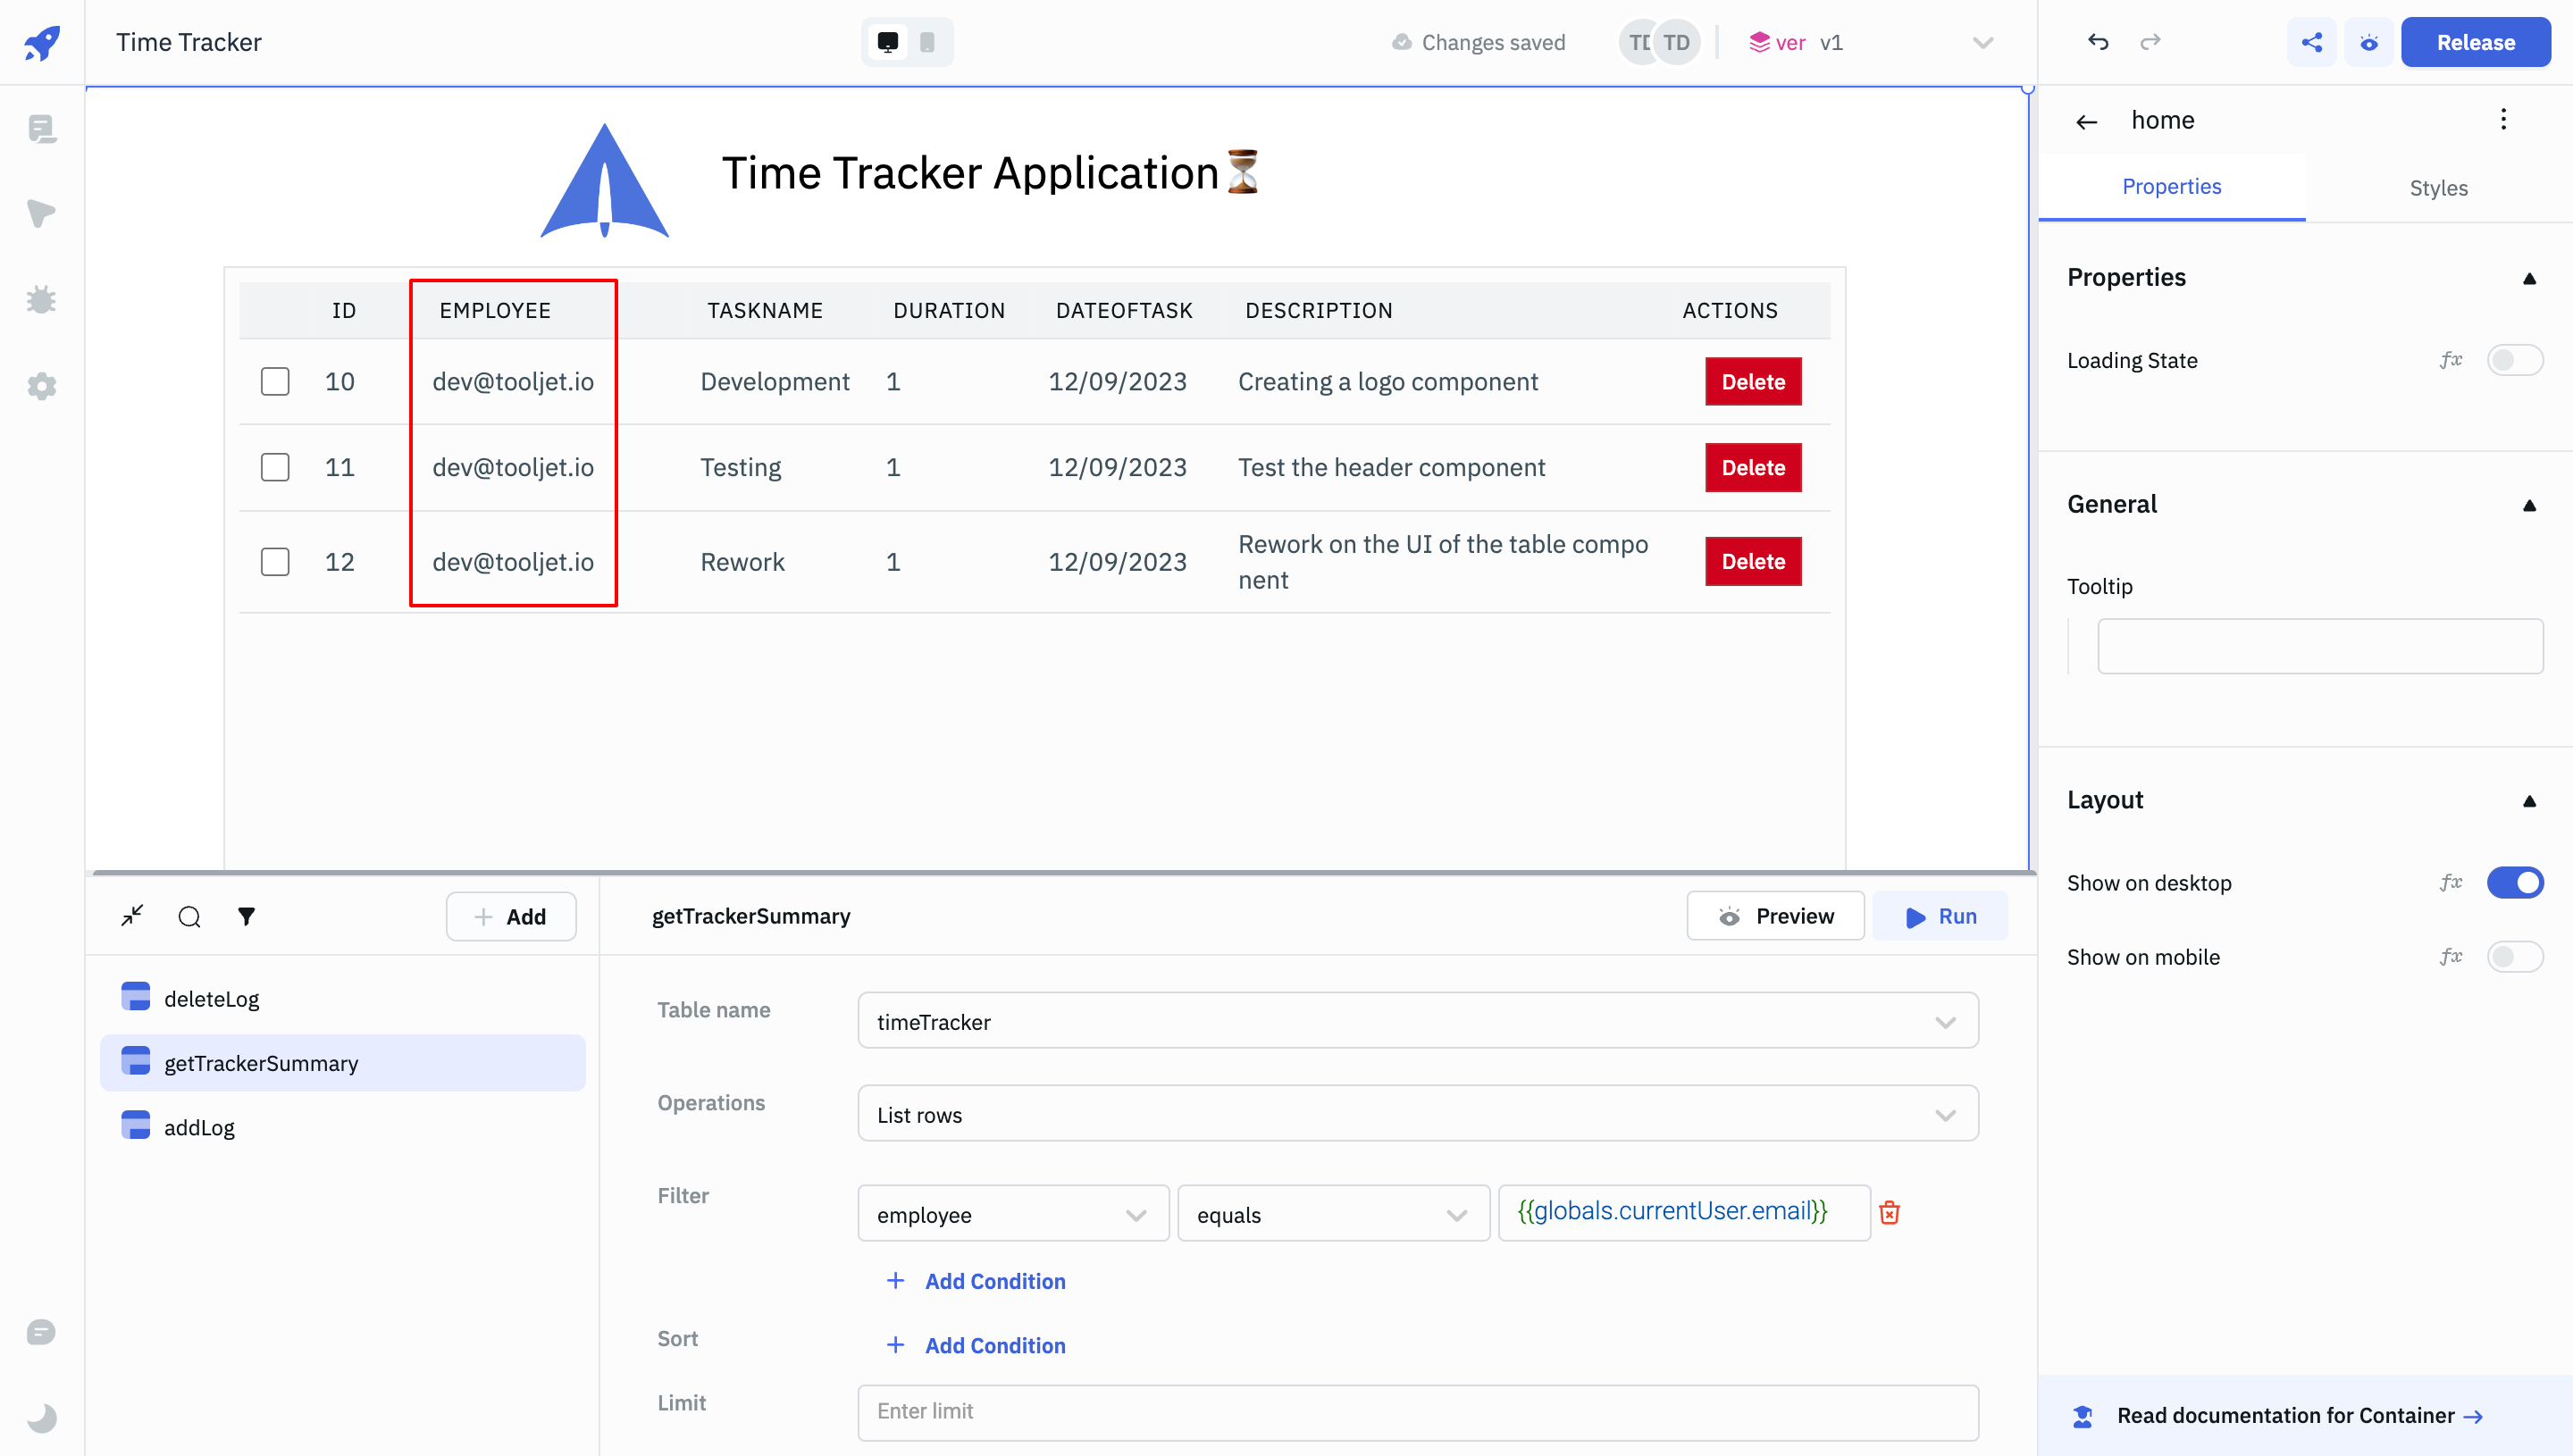 Time Tracker
Changes saved
TD TD
ver v1
Release
home
Properties
Styles
Time Tracker Application⏳
ID EMPLOYEE TASKNAME DURATION DATEOFTASK DESCRIPTION ACTIONS
10 dev@tooljet.io Development 1 12/09/2023 Creating a logo component Delete
11 dev@tooljet.io Testing 1 12/09/2023 Test the header component Delete
12 dev@tooljet.io Rework 1 12/09/2023 Rework on the UI of the table compo
nent Delete
Properties
Loading State fx
General
Tooltip
Layout
Show on desktop fx
Show on mobile fx
Read documentation for Container →
+ Add
deleteLog
getTrackerSummary
addLog
getTrackerSummary
Preview
Run
Table name timeTracker
Operations List rows
Filter employee equals {{globals.currentUser.email}}
+ Add Condition
Sort + Add Condition
Limit Enter limit